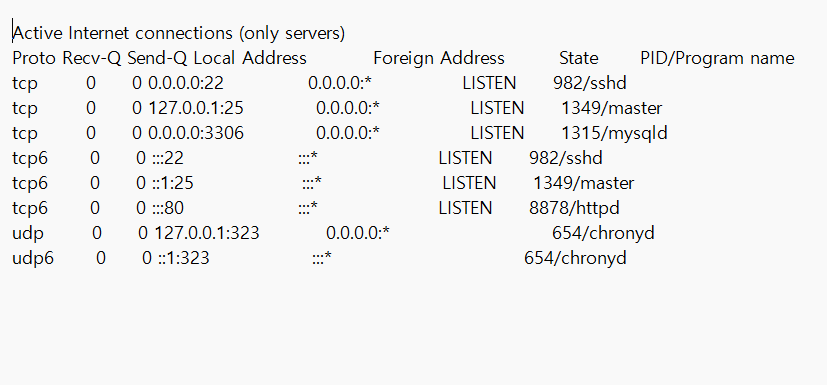 Active Internet connections (only servers)
Proto Recv-Q Send-Q Local Address Foreign Address State PID/Program name
tcp 0 0 0.0.0.0:22 0.0.0.0:* LISTEN 982/sshd
tcp 0 0 127.0.0.1:25 0.0.0.0:* LISTEN 1349/master
tcp 0 0 0.0.0.0:3306 0.0.0.0:* LISTEN 1315/mysqld
tcp6 0 0 :::22 :::* LISTEN 982/sshd
tcp6 0 0 ::1:25 :::* LISTEN 1349/master
tcp6 0 0 :::80 :::* LISTEN 8878/httpd
udp 0 0 127.0.0.1:323 0.0.0.0:* 654/chronyd
udp6 0 0 ::1:323 :::* 654/chronyd